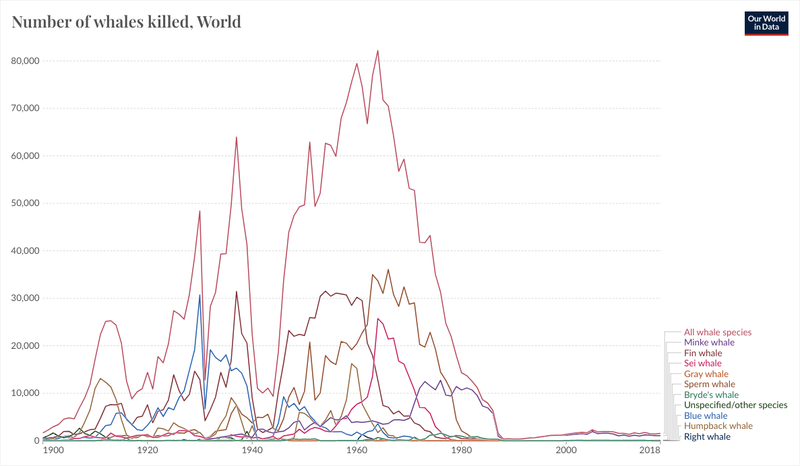 Number of whales killed, World
Our World
in Data
80,000
70,000
60,000
50,000
40,000
30,000
20,000
10,000
0
1900
1920
1940
1960
1980
2000
2018
All whale species
Minke whale
Fin whale
Sei whale
Gray whale
Sperm whale
Bryde's whale
Unspecified/other species
Blue whale
Humpback whale
Right whale